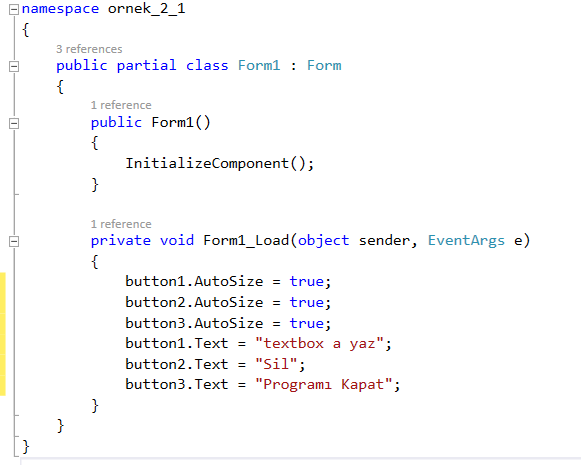 namespace ornek_2_1
{
3 references
public partial class Form1 : Form
{
1 reference
public Form1()
{
InitializeComponent();
}
1 reference
private void Form1_Load(object sender, EventArgs e)
{
button1.AutoSize = true;
button2.AutoSize = true;
button3.AutoSize = true;
button1.Text = "textbox a yaz";
button2.Text = "Sil";
button3.Text = "Programı Kapat";
}
}
}